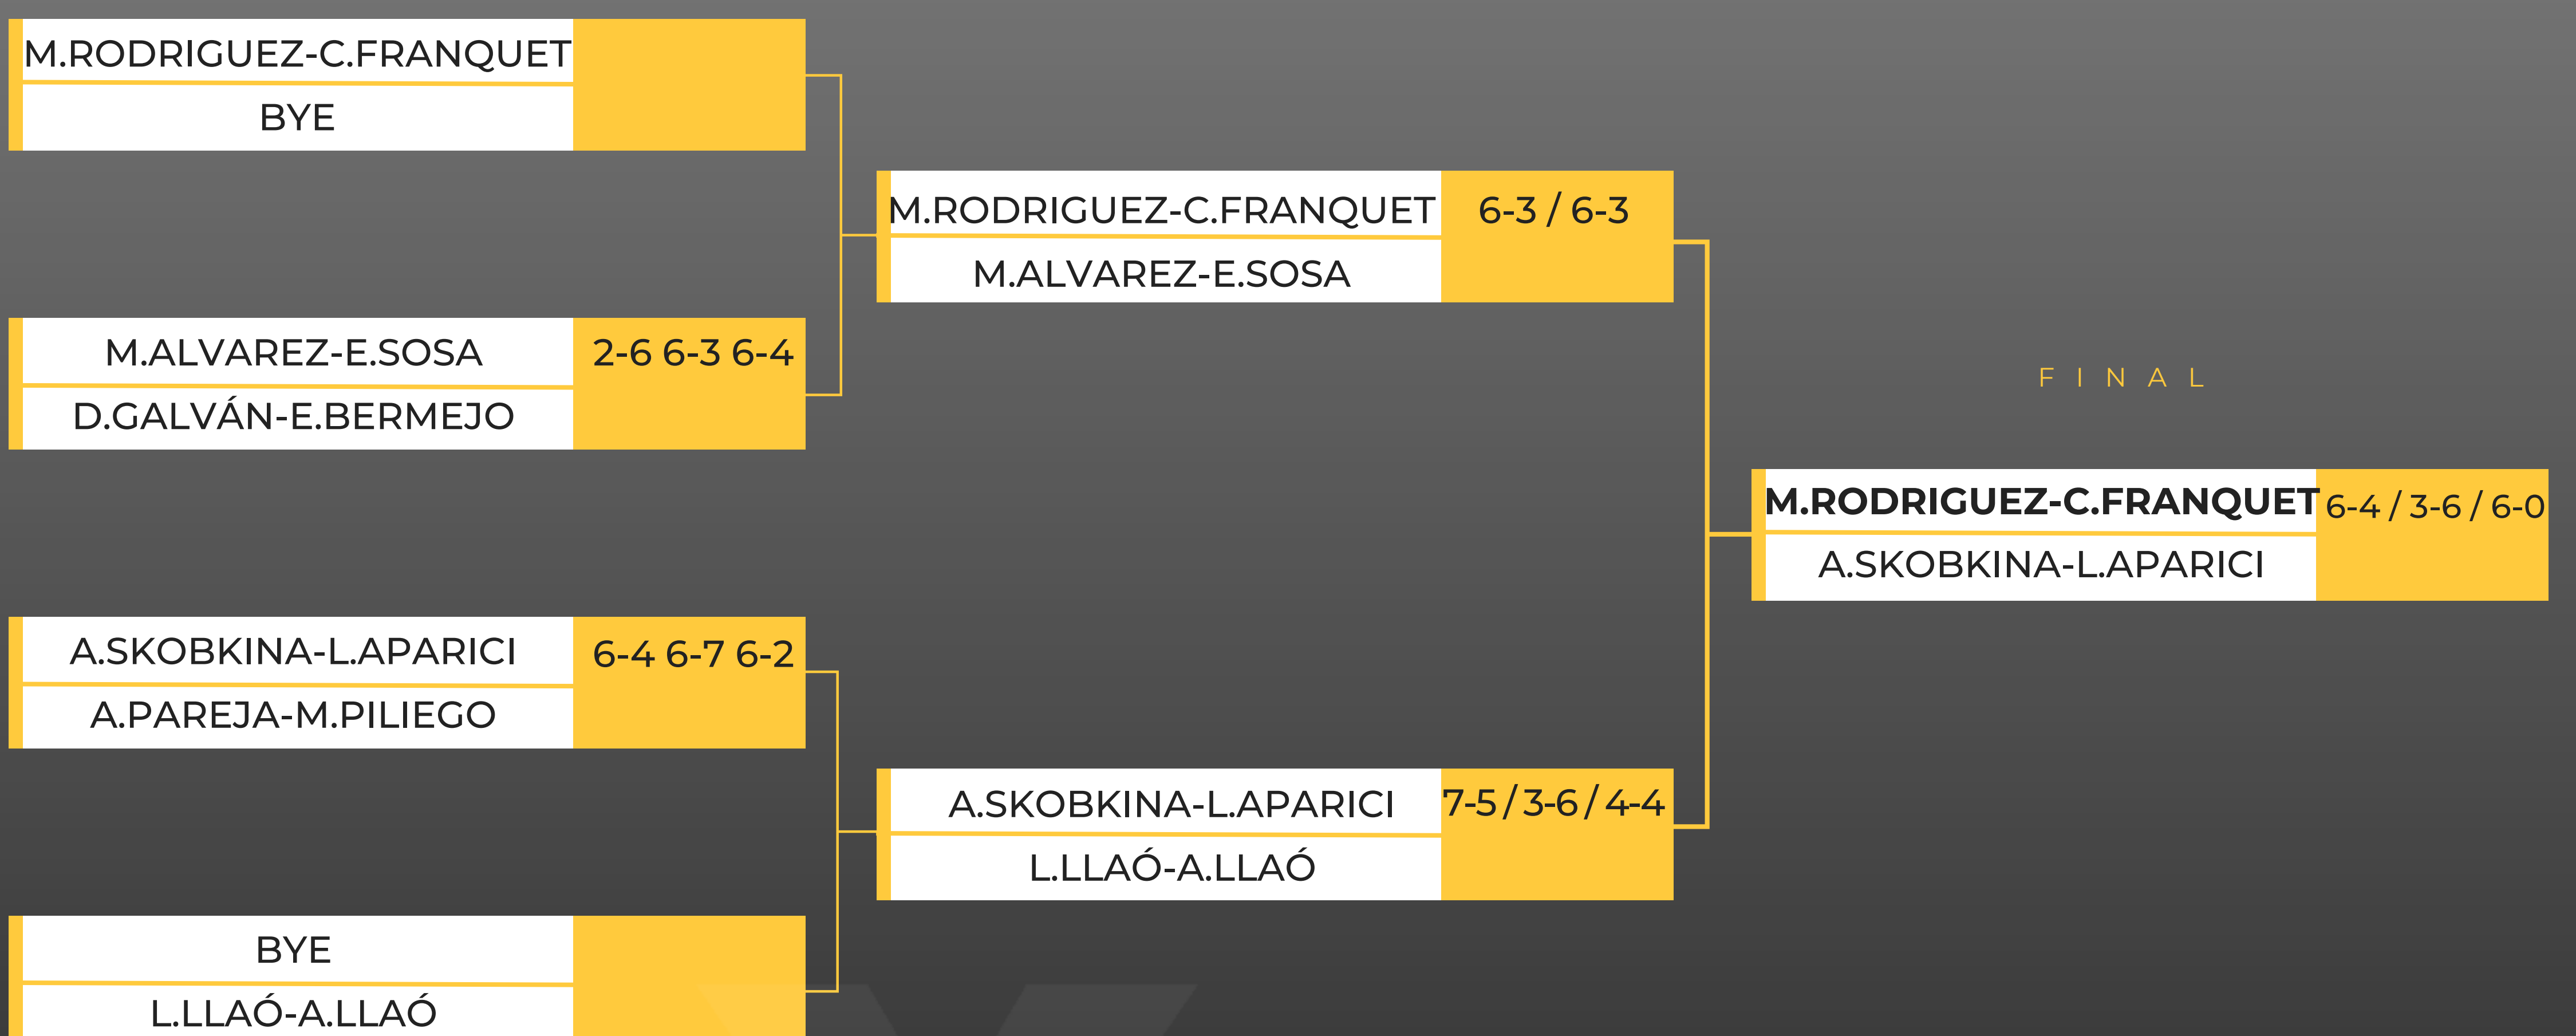 M.RODRIGUEZ-C.FRANQUET
BYE
M.ALVAREZ-E.SOSA 2-6 6-3 6-4
D.GALVÁN-E.BERMEJO
A.SKOBKINA-L.APARICI 6-4 6-7 6-2
A.PAREJA-M.PILIEGO
BYE
L.LLAÓ-A.LLAÓ
M.RODRIGUEZ-C.FRANQUET 6-3 / 6-3
M.ALVAREZ-E.SOSA
A.SKOBKINA-L.APARICI 7-5 / 3-6 / 4-4
L.LLAÓ-A.LLAÓ
FINAL
M.RODRIGUEZ-C.FRANQUET 6-4 / 3-6 / 6-0
A.SKOBKINA-L.APARICI